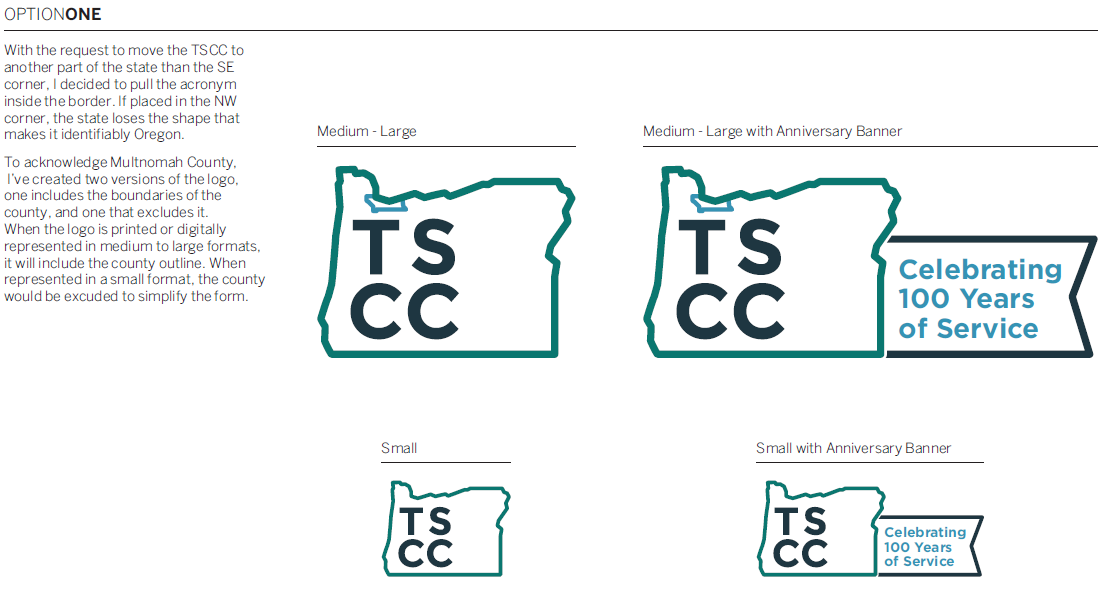 OPTIONONE
With the request to move the TSCC to
another part of the state than the SE
corner, I decided to pull the acronym
inside the border. If placed in the NW
corner, the state loses the shape that
makes it identifiably Oregon.
To acknowledge Multnomah County,
I've created two versions of the logo,
one includes the boundaries of the
county, and one that excludes it.
When the logo is printed or digitally
represented in medium to large formats,
it will include the county outline. When
represented in a small format, the county
would be excuded to simplify the form.
Medium - Large
TS
CC
Medium - Large with Anniversary Banner
TS
CC
Celebrating
100 Years
of Service
Small
TS
CC
Small with Anniversary Banner
TS
CC
Celebrating
100 Years
of Service